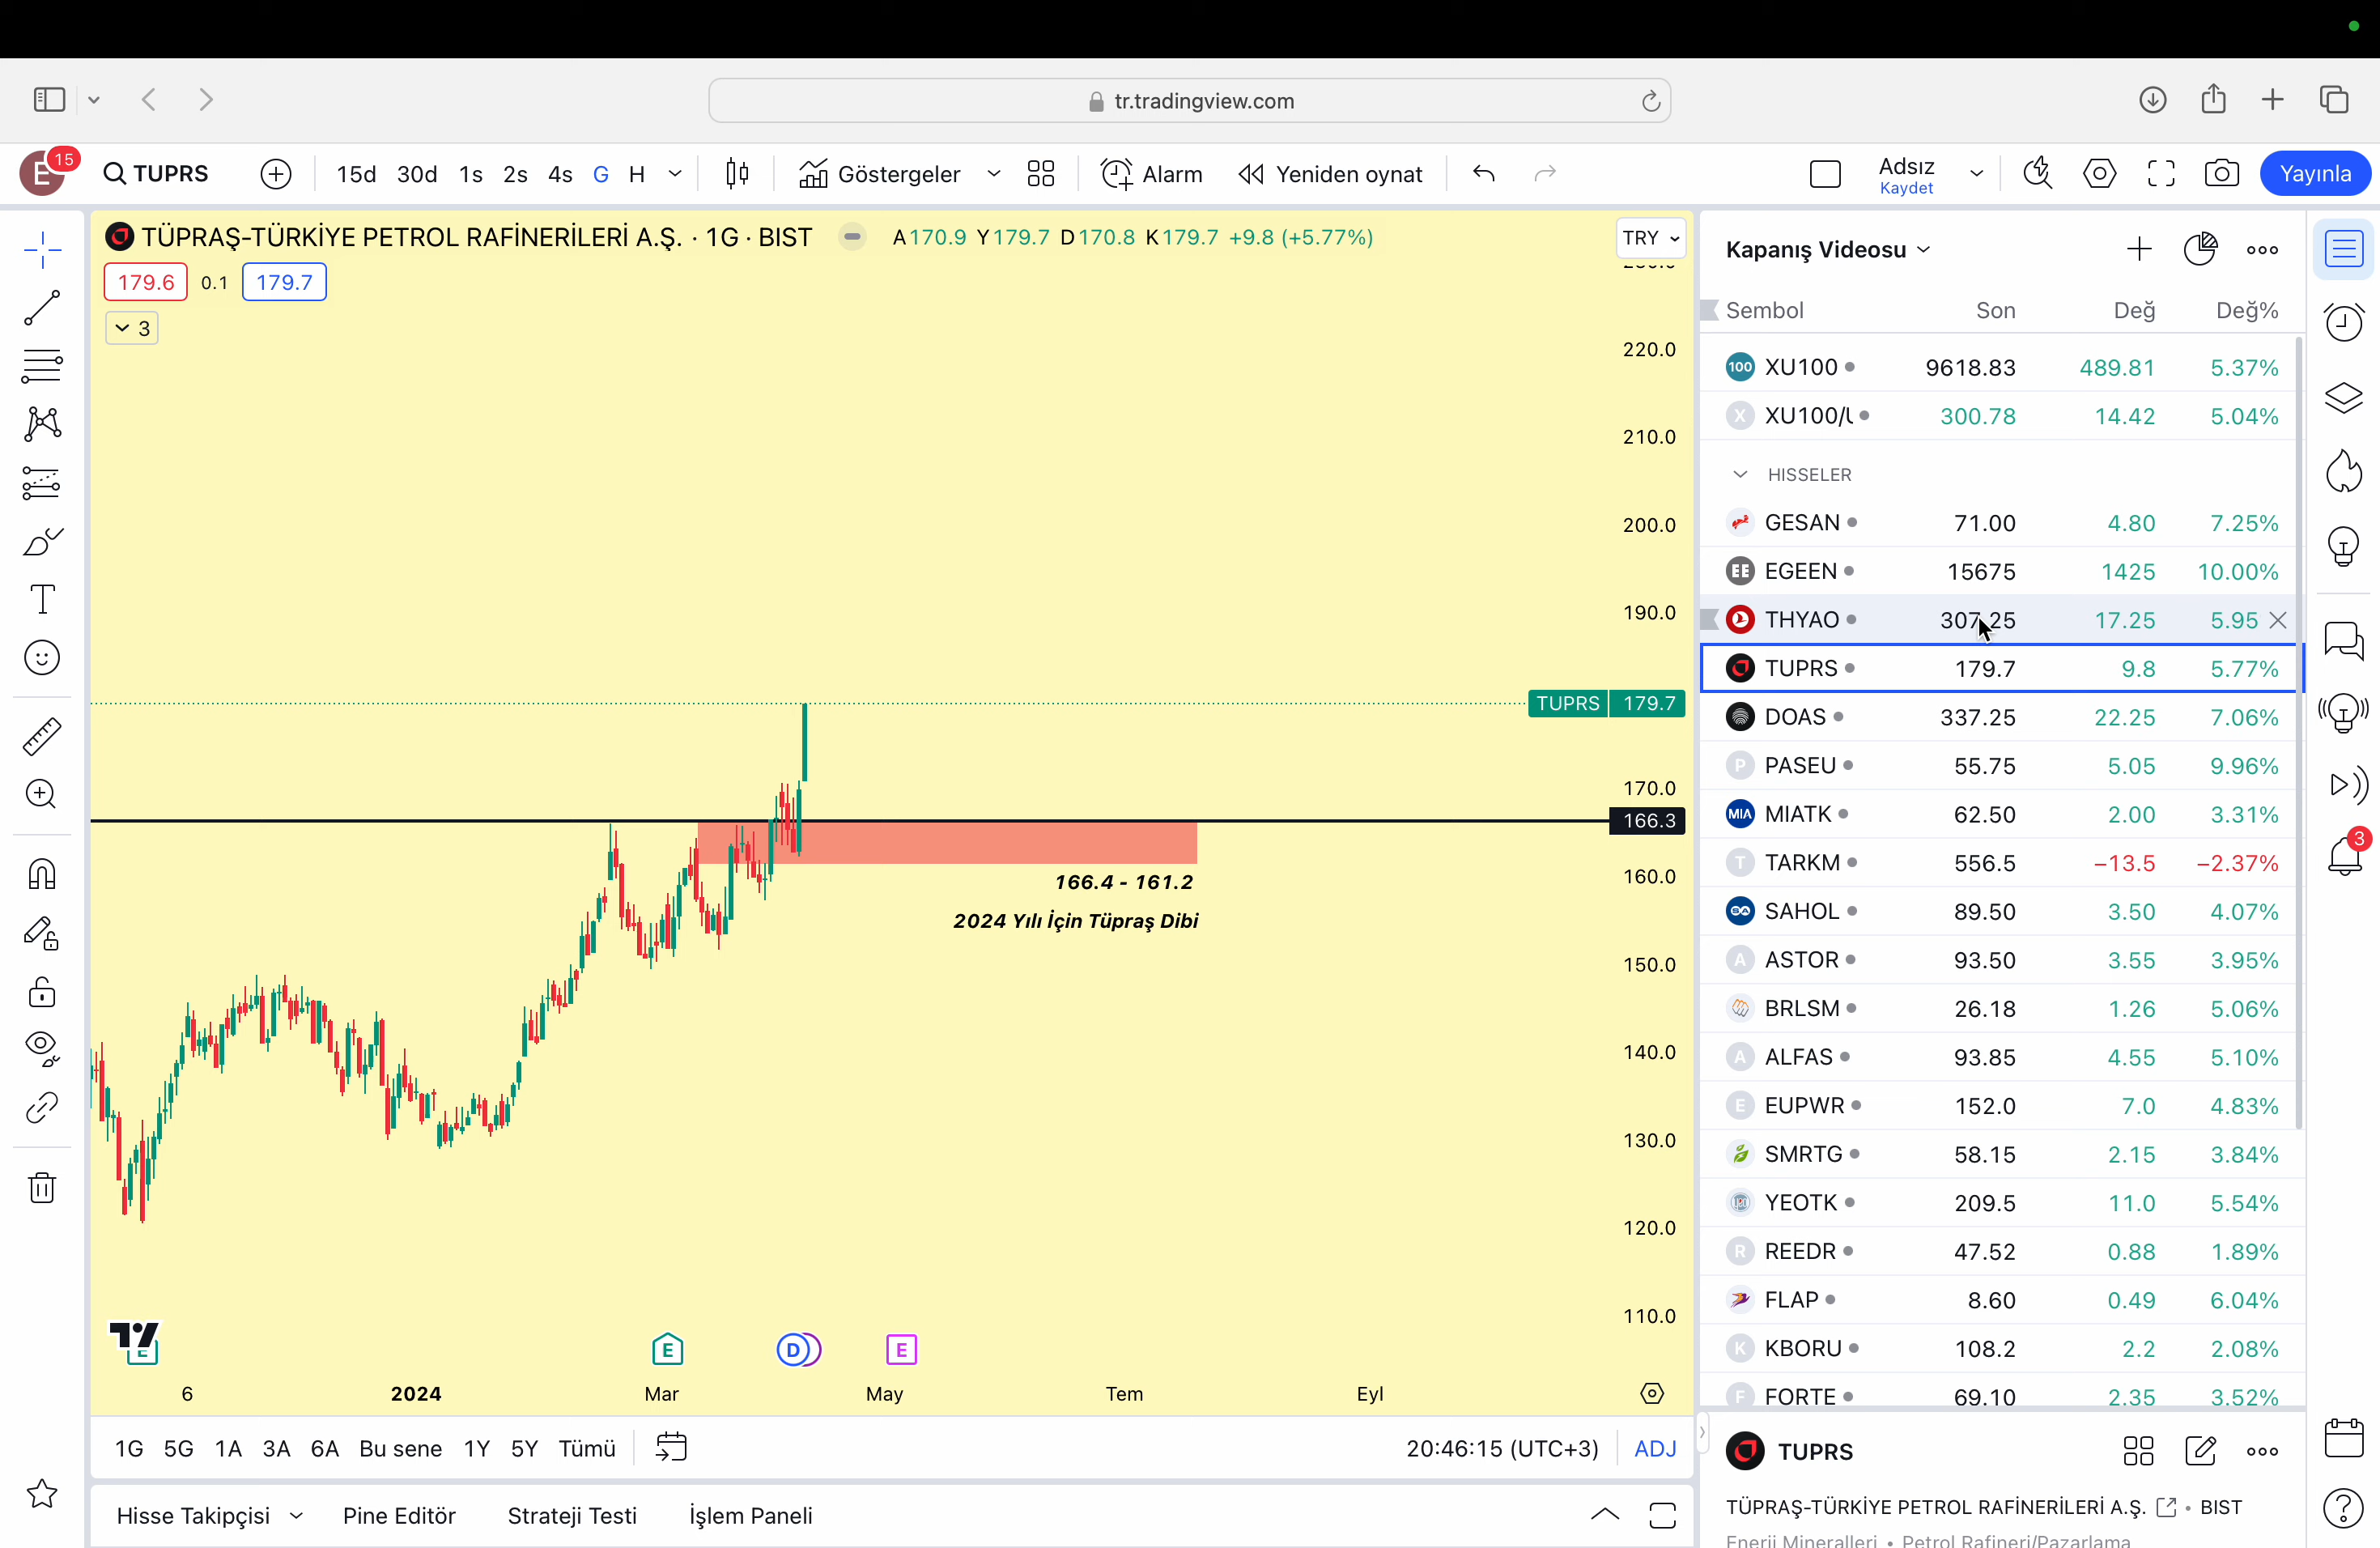 tr.tradingview.com
E 15 TUPRS 15d 30d 1s 2s 4s G H Göstergeler Alarm Yeniden oynat Adsız Yayınla
Kaydet
TÜPRAŞ-TÜRKİYE PETROL RAFİNERİLERİ A.Ş. · 1G · BIST A170.9 Y179.7 D170.8 K179.7 +9.8 (+5.77%) TRY
179.6 0.1 179.7
3
220.0
210.0
200.0
190.0
TUPRS 179.7
170.0
166.3
160.0
166.4 - 161.2
2024 Yılı İçin Tüpraş Dibi
150.0
140.0
130.0
120.0
110.0
E E D E
6 2024 Mar May Tem Eyl
1G 5G 1A 3A 6A Bu sene 1Y 5Y Tümü 20:46:15 (UTC+3) ADJ
Hisse Takipçisi Pine Editör Strateji Testi İşlem Paneli
Kapanış Videosu
Sembol Son Değ Değ%
100 XU100 9618.83 489.81 5.37%
X XU100/ 300.78 14.42 5.04%
HISSELER
GESAN 71.00 4.80 7.25%
EE EGEEN 15675 1425 10.00%
THYAO 307.25 17.25 5.95
TUPRS 179.7 9.8 5.77%
DOAS 337.25 22.25 7.06%
P PASEU 55.75 5.05 9.96%
MIA MIATK 62.50 2.00 3.31%
T TARKM 556.5 −13.5 −2.37%
SA SAHOL 89.50 3.50 4.07%
A ASTOR 93.50 3.55 3.95%
BRLSM 26.18 1.26 5.06%
A ALFAS 93.85 4.55 5.10%
E EUPWR 152.0 7.0 4.83%
SMRTG 58.15 2.15 3.84%
YEOTK 209.5 11.0 5.54%
R REEDR 47.52 0.88 1.89%
FLAP 8.60 0.49 6.04%
K KBORU 108.2 2.2 2.08%
F FORTE 69.10 2.35 3.52%
TUPRS
TÜPRAŞ-TÜRKİYE PETROL RAFİNERİLERİ A.Ş. • BIST
Enerji Mineralleri • Petrol Rafineri/Pazarlama
3